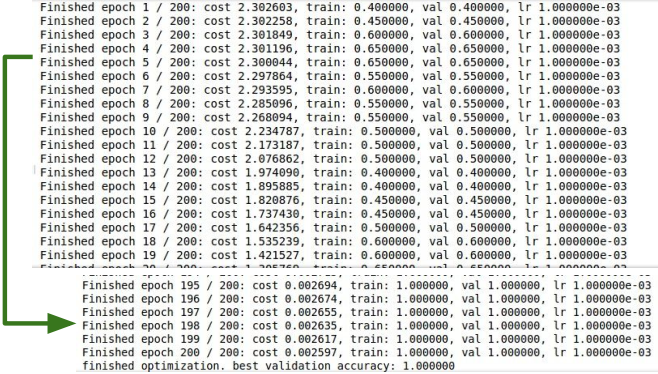 Finished epoch 1 / 200: cost 2.302603, train: 0.400000, val 0.400000, lr 1.000000e-03
Finished epoch 2 / 200: cost 2.302258, train: 0.450000, val 0.450000, lr 1.000000e-03
Finished epoch 3 / 200: cost 2.301849, train: 0.600000, val 0.600000, lr 1.000000e-03
Finished epoch 4 / 200: cost 2.301196, train: 0.650000, val 0.650000, lr 1.000000e-03
Finished epoch 5 / 200: cost 2.300044, train: 0.650000, val 0.650000, lr 1.000000e-03
Finished epoch 6 / 200: cost 2.297864, train: 0.550000, val 0.550000, lr 1.000000e-03
Finished epoch 7 / 200: cost 2.293595, train: 0.600000, val 0.600000, lr 1.000000e-03
Finished epoch 8 / 200: cost 2.285096, train: 0.550000, val 0.550000, lr 1.000000e-03
Finished epoch 9 / 200: cost 2.268094, train: 0.550000, val 0.550000, lr 1.000000e-03
Finished epoch 10 / 200: cost 2.234787, train: 0.500000, val 0.500000, lr 1.000000e-03
Finished epoch 11 / 200: cost 2.173187, train: 0.500000, val 0.500000, lr 1.000000e-03
Finished epoch 12 / 200: cost 2.076862, train: 0.500000, val 0.500000, lr 1.000000e-03
Finished epoch 13 / 200: cost 1.974090, train: 0.400000, val 0.400000, lr 1.000000e-03
Finished epoch 14 / 200: cost 1.895885, train: 0.400000, val 0.400000, lr 1.000000e-03
Finished epoch 15 / 200: cost 1.820876, train: 0.450000, val 0.450000, lr 1.000000e-03
Finished epoch 16 / 200: cost 1.737430, train: 0.450000, val 0.450000, lr 1.000000e-03
Finished epoch 17 / 200: cost 1.642356, train: 0.500000, val 0.500000, lr 1.000000e-03
Finished epoch 18 / 200: cost 1.535239, train: 0.600000, val 0.600000, lr 1.000000e-03
Finished epoch 19 / 200: cost 1.421527, train: 0.600000, val 0.600000, lr 1.000000e-03
Finished epoch 195 / 200: cost 0.002694, train: 1.000000, val 1.000000, lr 1.000000e-03
Finished epoch 196 / 200: cost 0.002674, train: 1.000000, val 1.000000, lr 1.000000e-03
Finished epoch 197 / 200: cost 0.002655, train: 1.000000, val 1.000000, lr 1.000000e-03
Finished epoch 198 / 200: cost 0.002635, train: 1.000000, val 1.000000, lr 1.000000e-03
Finished epoch 199 / 200: cost 0.002617, train: 1.000000, val 1.000000, lr 1.000000e-03
Finished epoch 200 / 200: cost 0.002597, train: 1.000000, val 1.000000, lr 1.000000e-03
finished optimization. best validation accuracy: 1.000000